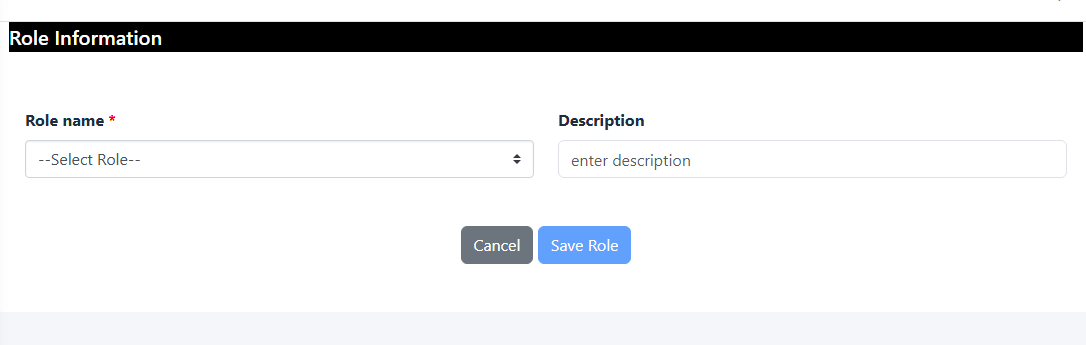 Role Information
Role name *
Description
--Select Role--
enter description
Cancel
Save Role